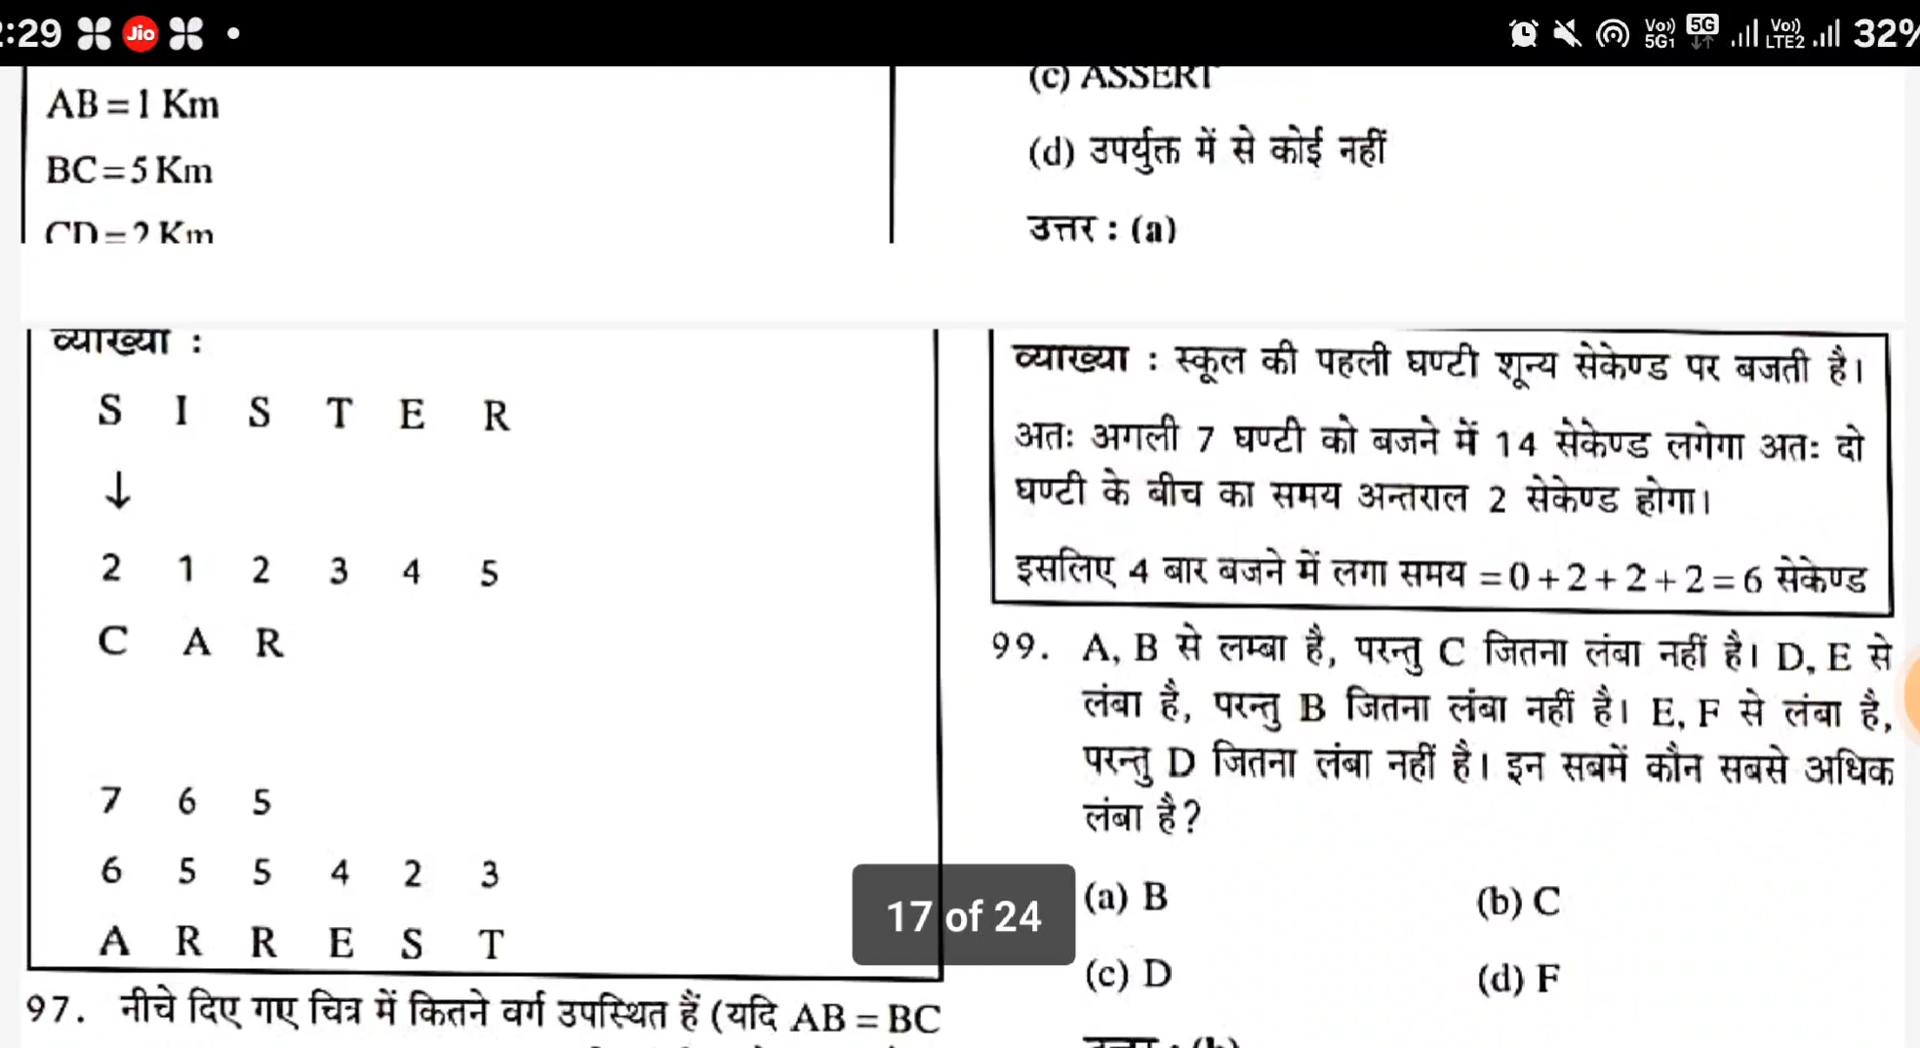 :29 Jio
Vo)) 5G1 5G Vo)) LTE2 32%
AB = 1 Km
BC = 5 Km
CD = 2 Km
(c) ASSERT
(d) उपर्युक्त में से कोई नहीं
उत्तर : (a)
व्याख्या :
S I S T E R
↓
2 1 2 3 4 5
C A R
7 6 5
6 5 5 4 2 3
A R R E S T
97. नीचे दिए गए चित्र में कितने वर्ग उपस्थित हैं (यदि AB = BC
व्याख्या : स्कूल की पहली घण्टी शून्य सेकेण्ड पर बजती है।
अतः अगली 7 घण्टी को बजने में 14 सेकेण्ड लगेगा अतः दो
घण्टी के बीच का समय अन्तराल 2 सेकेण्ड होगा।
इसलिए 4 बार बजने में लगा समय = 0 + 2 + 2 + 2 = 6 सेकेण्ड
99. A, B से लम्बा है, परन्तु C जितना लंबा नहीं है। D, E से
लंबा है, परन्तु B जितना लंबा नहीं है। E, F से लंबा है,
परन्तु D जितना लंबा नहीं है। इन सबमें कौन सबसे अधिक
लंबा है?
(a) B (b) C
(c) D (d) F
17 of 24